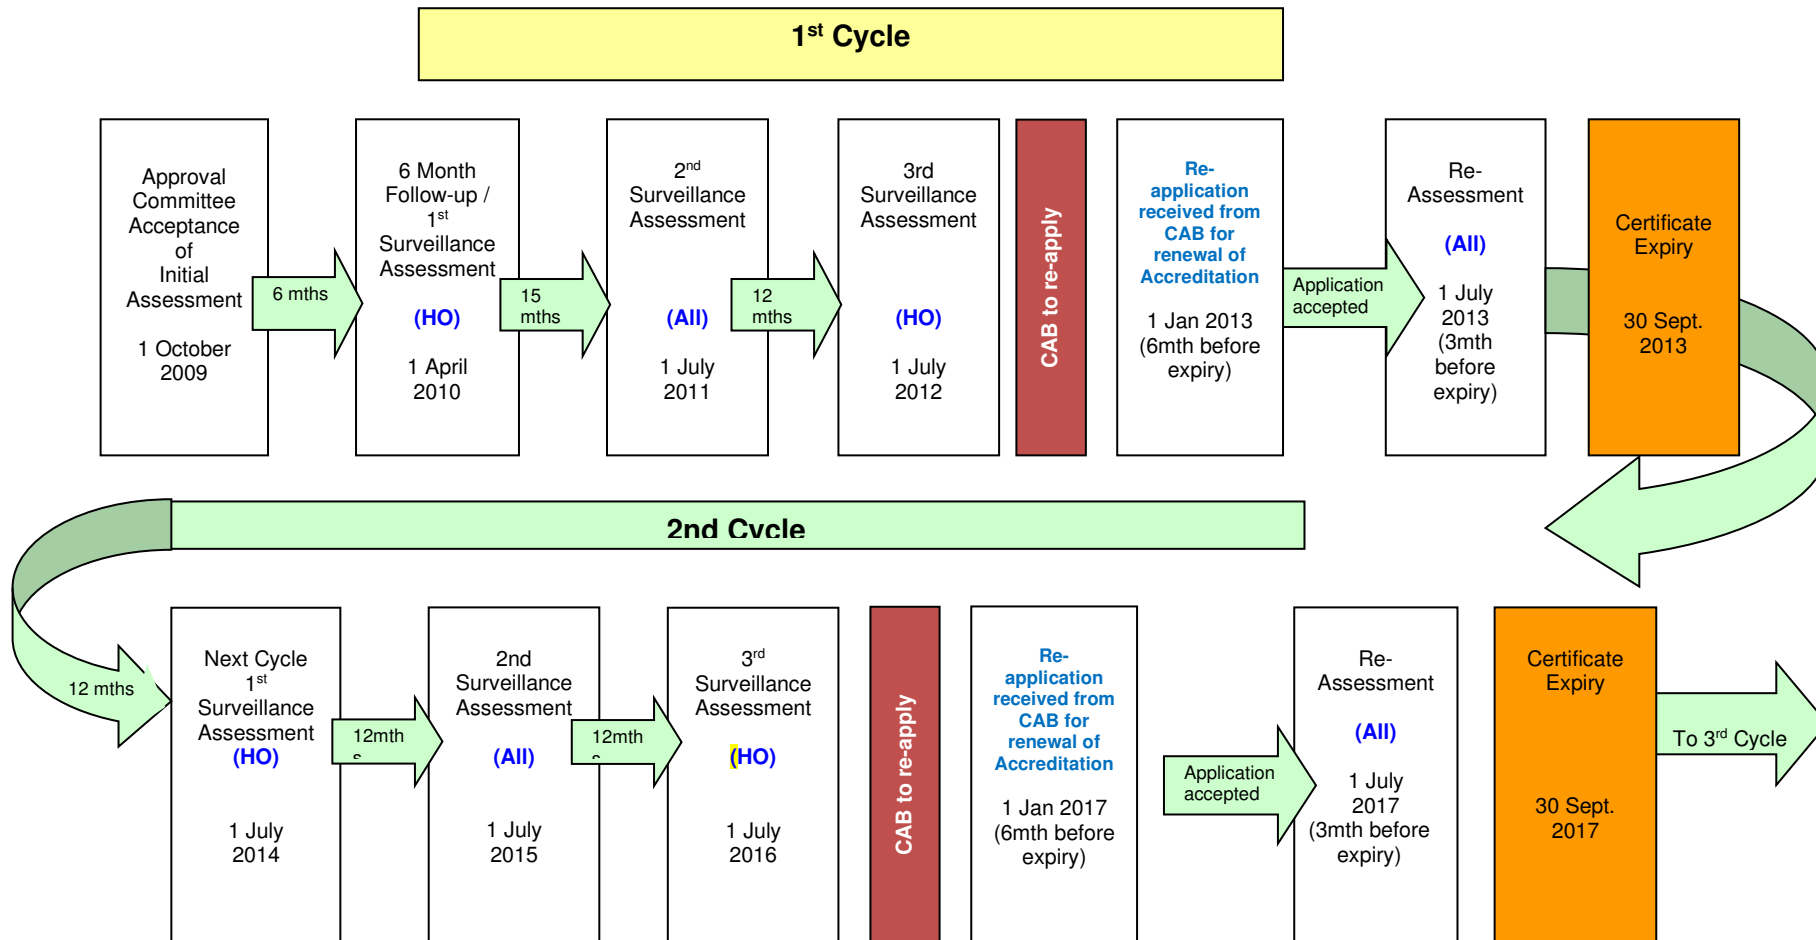 1st Cycle
Approval
Committee
Acceptance
of
Initial
Assessment
1 October
2009
6 mths
6 Month
Follow-up /
1st
Surveillance
Assessment
(HO)
1 April
2010
15
mths
2nd
Surveillance
Assessment
(All)
1 July
2011
12
mths
3rd
Surveillance
Assessment
(HO)
1 July
2012
CAB to re-apply
Re-
application
received from
CAB for
renewal of
Accreditation
1 Jan 2013
(6mth before
expiry)
Application
accepted
Re-
Assessment
(All)
1 July
2013
(3mth
before
expiry)
Certificate
Expiry
30 Sept.
2013
2nd Cycle
12 mths
Next Cycle
1st
Surveillance
Assessment
(HO)
1 July
2014
12mth
s
2nd
Surveillance
Assessment
(All)
1 July
2015
12mth
s
3rd
Surveillance
Assessment
(HO)
1 July
2016
CAB to re-apply
Re-
application
received from
CAB for
renewal of
Accreditation
1 Jan 2017
(6mth before
expiry)
Application
accepted
Re-
Assessment
(All)
1 July
2017
(3mth before
expiry)
Certificate
Expiry
30 Sept.
2017
To 3rd Cycle